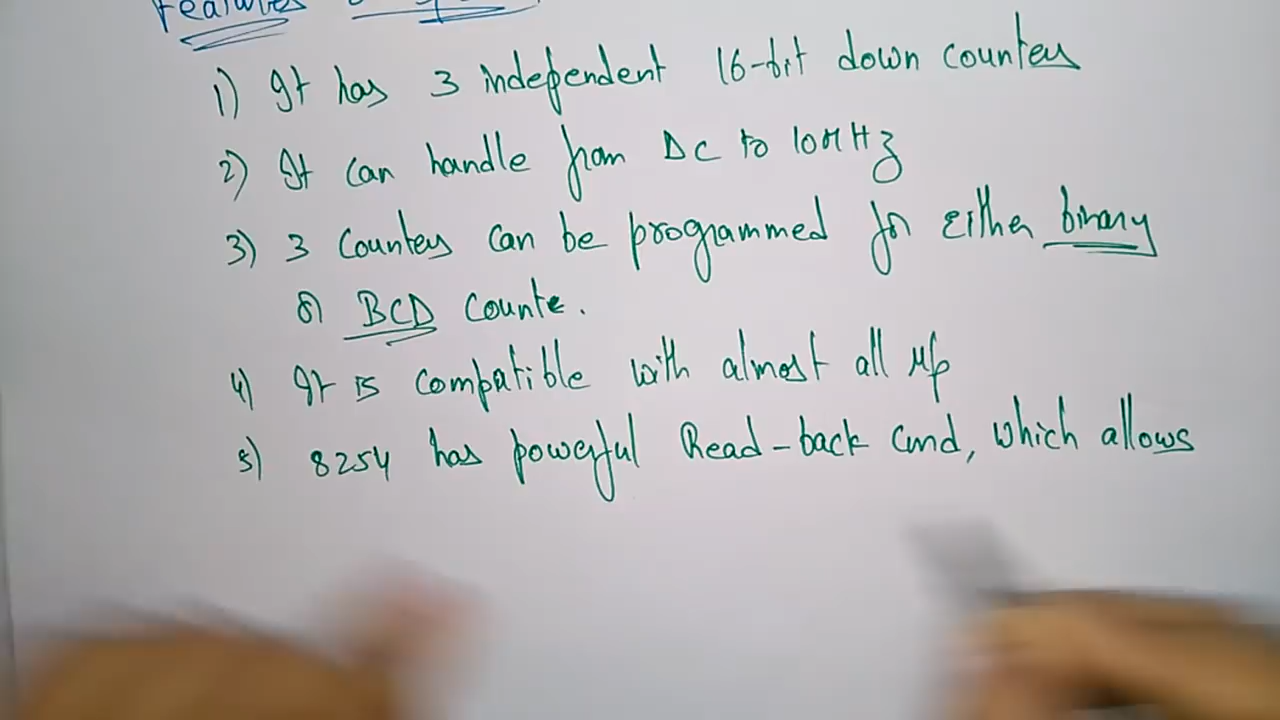 Features
1) It has 3 independent 16-bit down counters
2) It can handle from DC to 10MHz
3) 3 Counters can be programmed for either binary
or BCD Counte.
4) It is compatible with almost all μp
5) 8254 has powerful Read-back Cmd, which allows